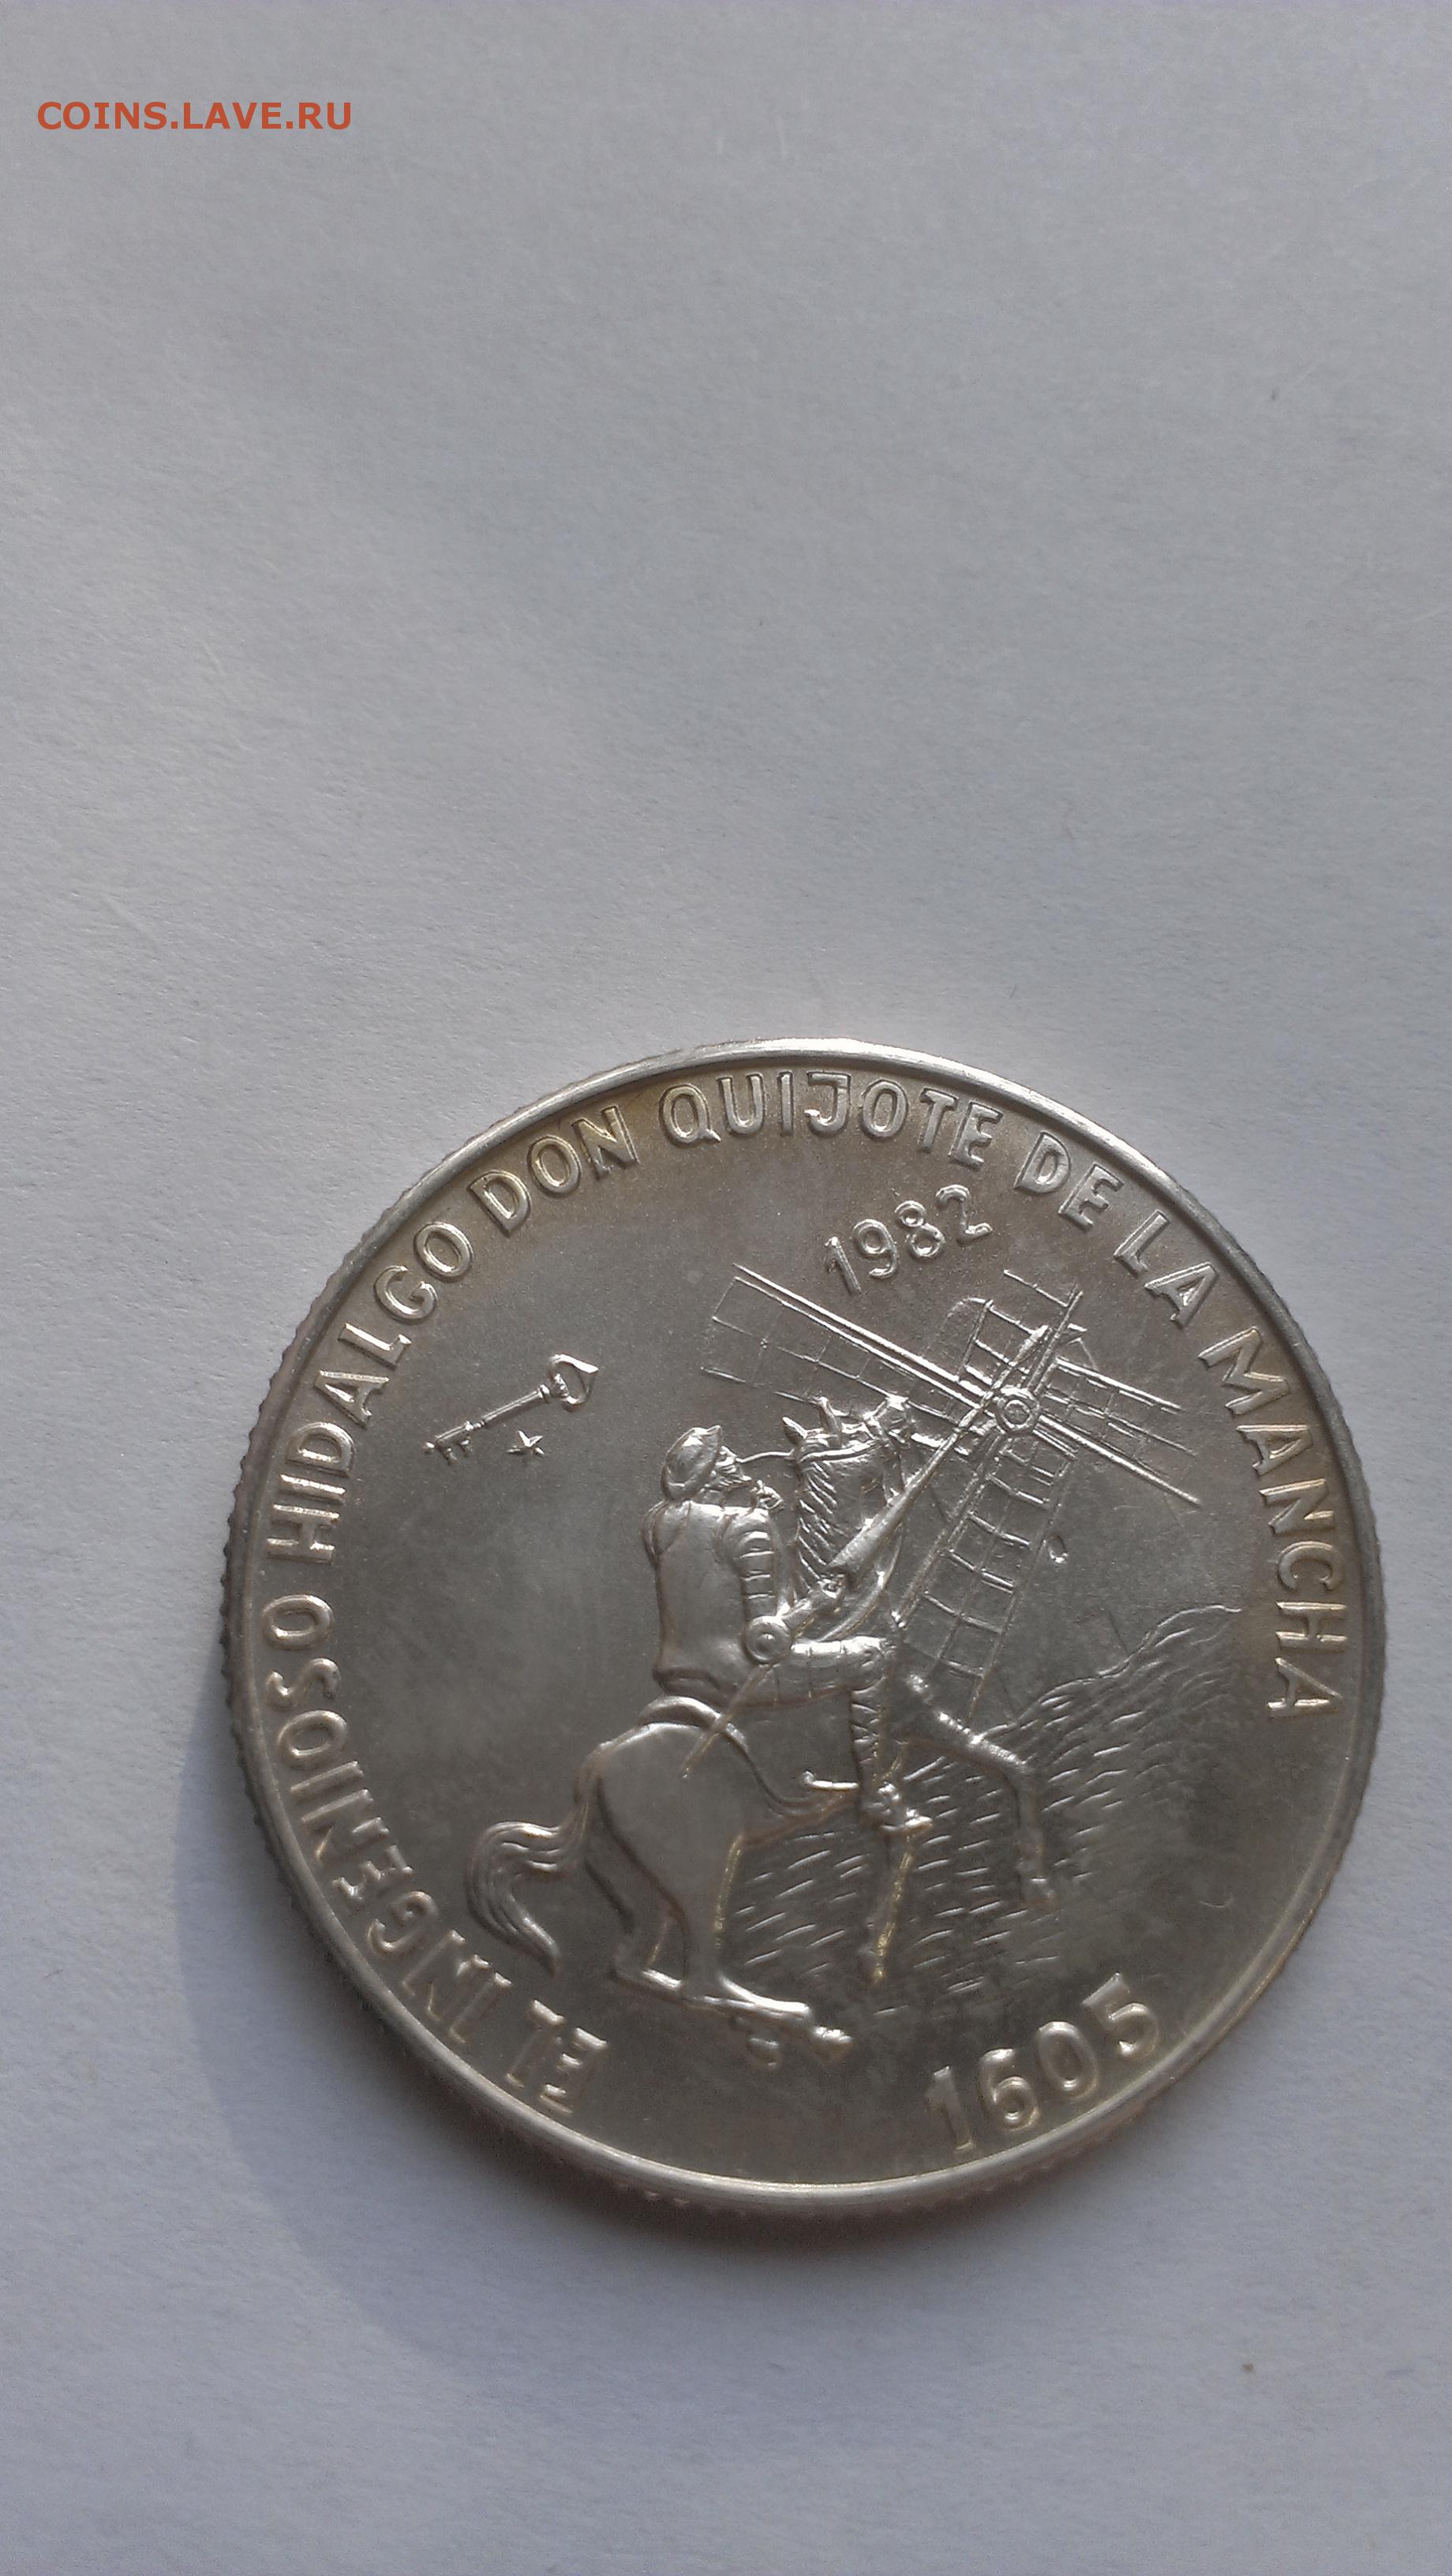 COINS.LAVE.RU
EL INGENIOSO HIDALGO DON QUIJOTE DE LA MANCHA
1982
1605